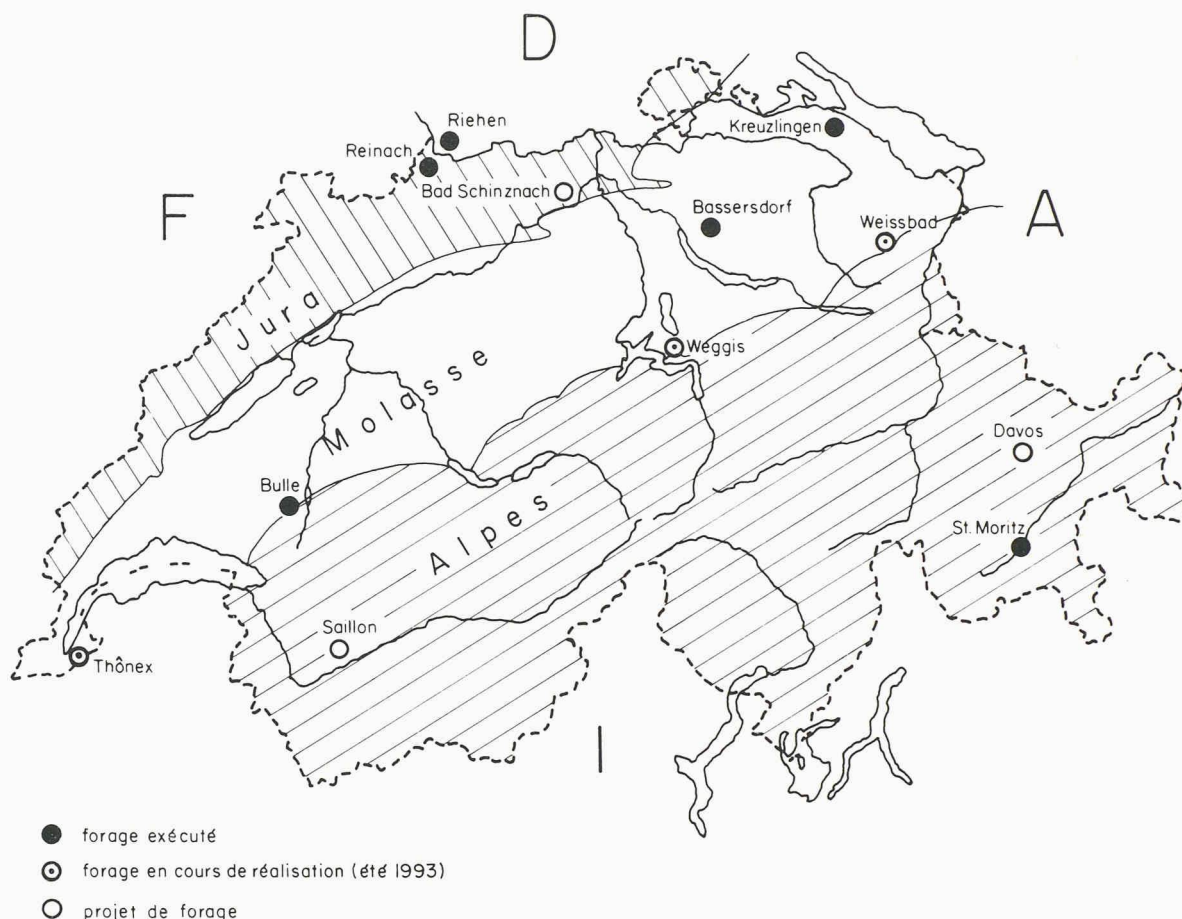 D
Riehen
Reinach
Kreuzlingen
Bad Schinznach
F
Bassersdorf
Weissbad
A
Jura
Weggis
Molasse
Davos
Bulle
Alpes
St. Moritz
Saillon
Thônex
I
forage exécuté
forage en cours de réalisation (été 1993)
projet de forage